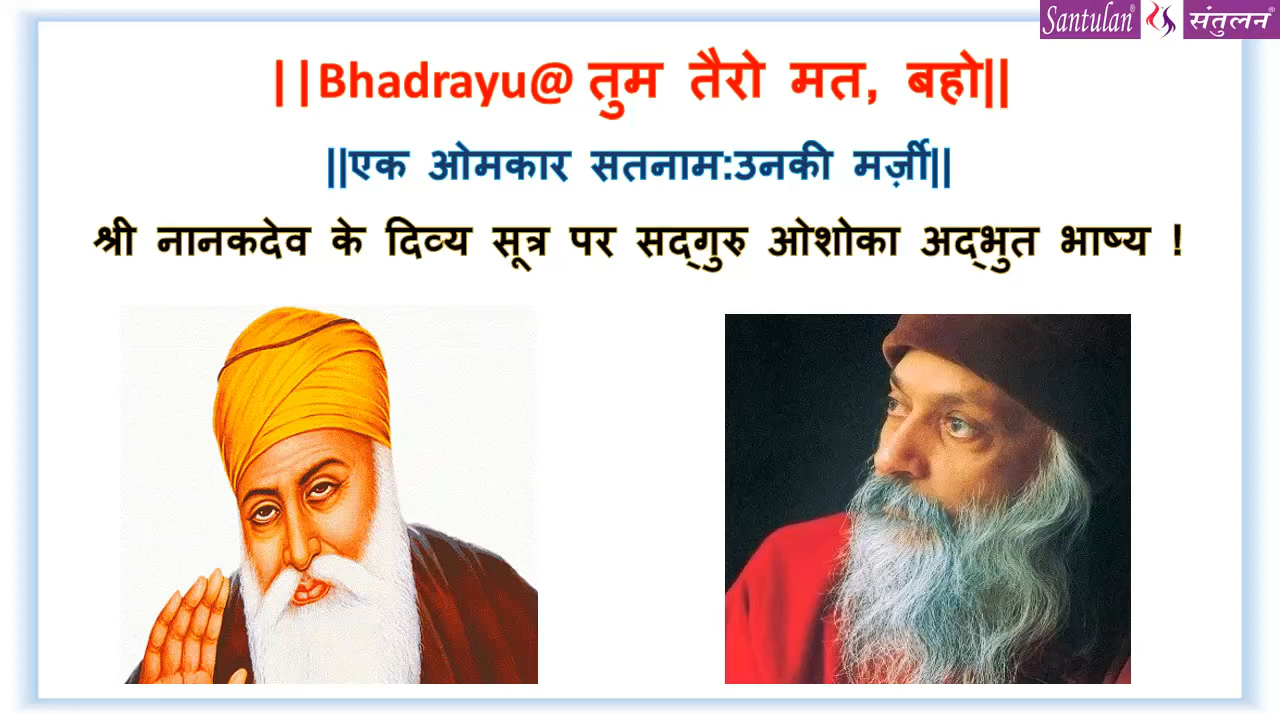 Santulan® संतुलन®
||Bhadrayu@ तुम तैरो मत, बहो||
||एक ओमकार सतनाम:उनकी मर्ज़ी||
श्री नानकदेव के दिव्य सूत्र पर सद्‌गुरु ओशोका अद्‌भुत भाष्य !